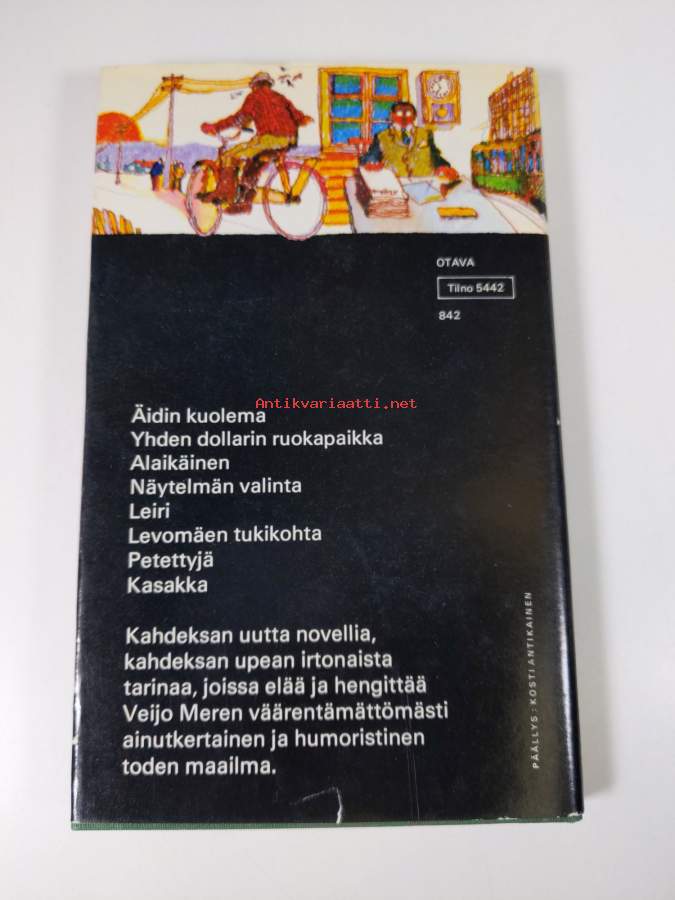 OTAVA
Tilno 5442
842
Antikvariaatti.net
Äidin kuolema
Yhden dollarin ruokapaikka
Alaikäinen
Näytelmän valinta
Leiri
Levomäen tukikohta
Petettyjä
Kasakka
Kahdeksan uutta novellia,
kahdeksan upean irtonaista
tarinaa, joissa elää ja hengittää
Veijo Meren väärentämättömästi
ainutkertainen ja humoristinen
toden maailma.
PÄÄLLYS: KOSTI ANTIKAINEN